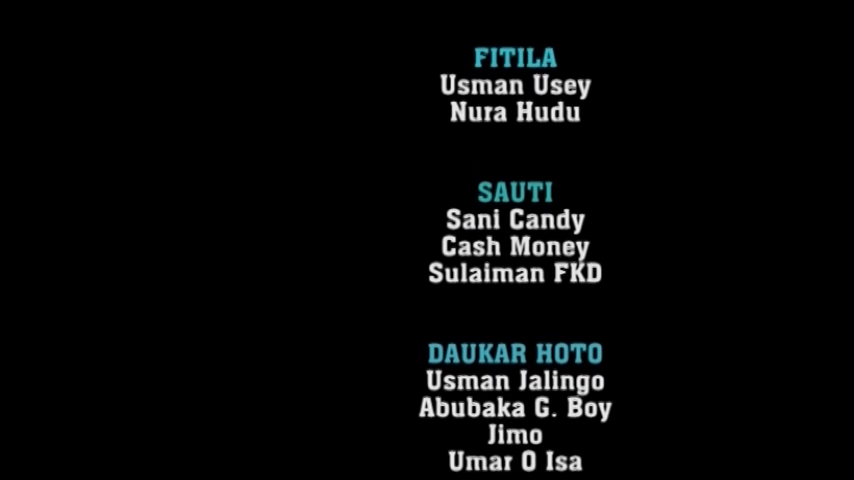 FITILA
Usman Usey
Nura Hudu
SAUTI
Sani Candy
Cash Money
Sulaiman FKD
DAUKAR HOTO
Usman Jalingo
Abubaka G. Boy
Jimo
Umar O Isa